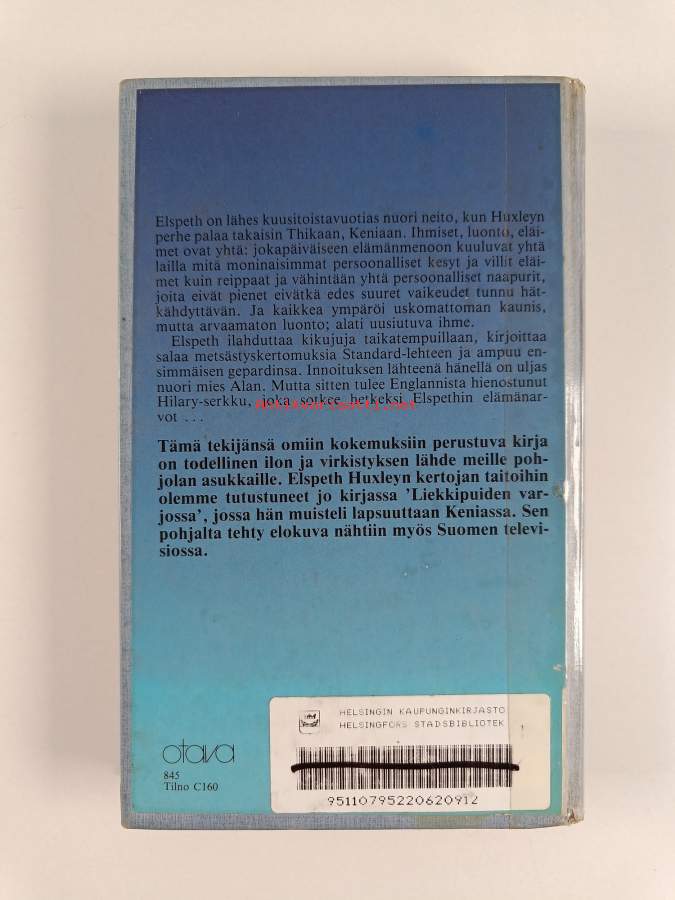 Elspeth on lähes kuusitoistavuotias nuori neito, kun Huxleyn
perhe palaa takaisin Thikaan, Keniaan. Ihmiset, luonto, eläi-
met ovat yhtä: jokapäiväiseen elämänmenoon kuuluvat yhtä
lailla mitä moninaisimmat persoonalliset kesyt ja villit eläi-
met kuin reippaat ja vähintään yhtä persoonalliset naapurit,
joita eivät pienet eivätkä edes suuret vaikeudet tunnu hät-
kähdyttävän. Ja kaikkea ympäröi uskomattoman kaunis,
mutta arvaamaton luonto; alati uusiutuva ihme.
Elspeth ilahduttaa kikujuja taikatempuillaan, kirjoittaa
salaa metsästyskertomuksia Standard-lehteen ja ampuu en-
simmäisen gepardinsa. Innoituksen lähteenä hänellä on uljas
nuori mies Alan. Mutta sitten tulee Englannista hienostunut
Hilary-serkku, joka sotkee hetkeksi Elspethin elämänar-
vot . . .
Tämä tekijänsä omiin kokemuksiin perustuva kirja
on todellinen ilon ja virkistyksen lähde meille poh-
jolan asukkaille. Elspeth Huxleyn kertojan taitoihin
olemme tutustuneet jo kirjassa 'Liekkipuiden var-
jossa', jossa hän muisteli lapsuuttaan Keniassa. Sen
pohjalta tehty elokuva nähtiin myös Suomen televi-
siossa.
HELSINGIN KAUPUNGINKIRJASTO
HELSINGFORS STADSBIBLIOTEK
95110795220620912
otava
845
Tilno C160